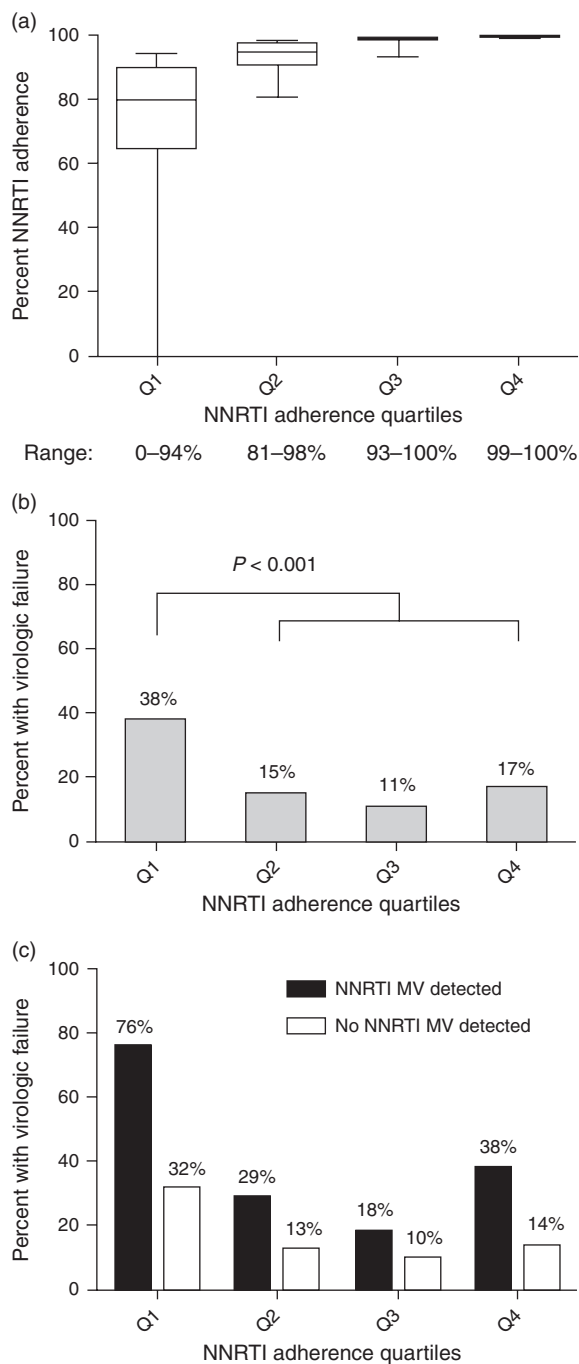 (a)
100
80
60
40
20
0
Percent NNRTI adherence
Q1 Q2 Q3 Q4
NNRTI adherence quartiles
Range: 0–94% 81–98% 93–100% 99–100%
(b)
100
80
60
40
20
0
Percent with virologic failure
P < 0.001
38%
15%
11%
17%
Q1 Q2 Q3 Q4
NNRTI adherence quartiles
(c)
100
80
60
40
20
0
Percent with virologic failure
NNRTI MV detected
No NNRTI MV detected
76%
32%
29%
13%
18%
10%
38%
14%
Q1 Q2 Q3 Q4
NNRTI adherence quartiles